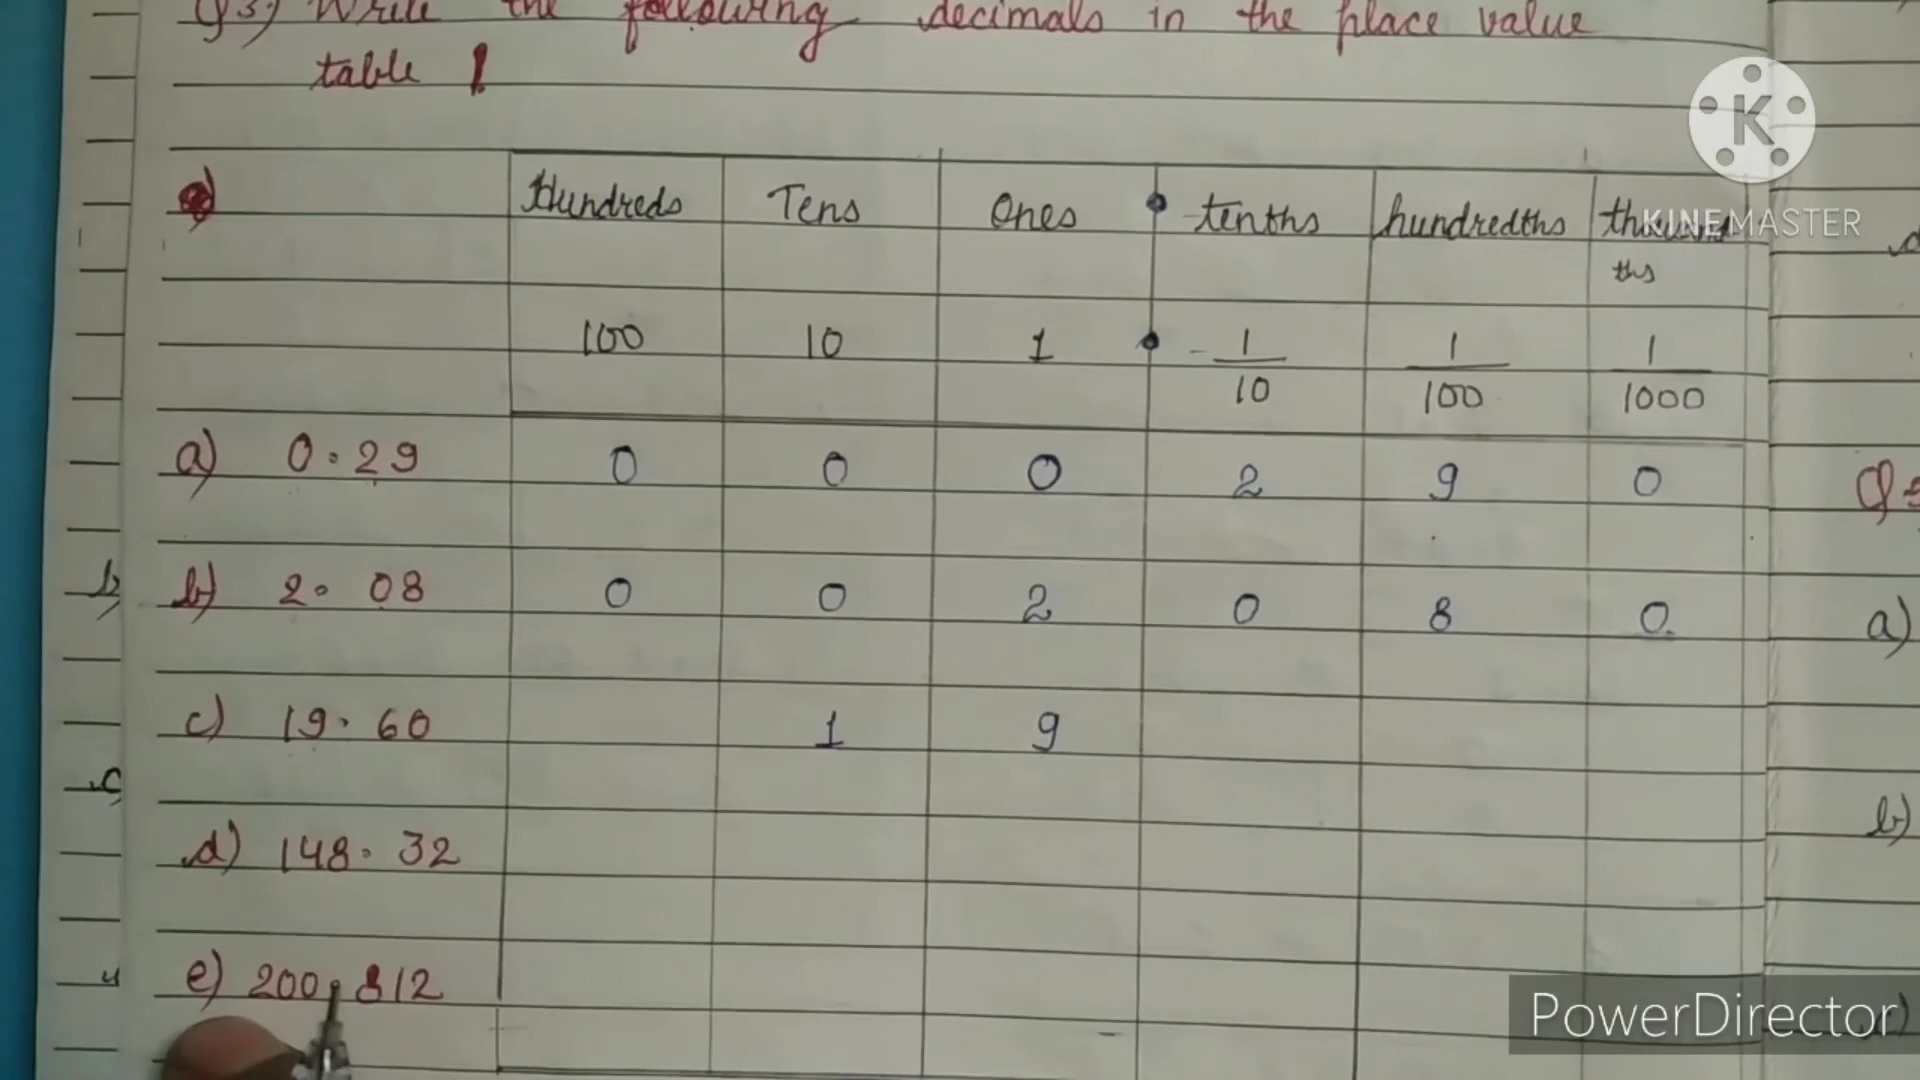 Q3.) Write the following decimals in the place value
table
K
KINEMASTER
Hundreds Tens Ones • tenths hundredths
ths
100 10 1 • 1/10 1/100 1/1000
a) 0.29 0 0 0 2 9 0
b) 2.08 0 0 2 0 8 0
c) 19.60 1 9
d) 148.32
e) 200.812
a)
b)
PowerDirector